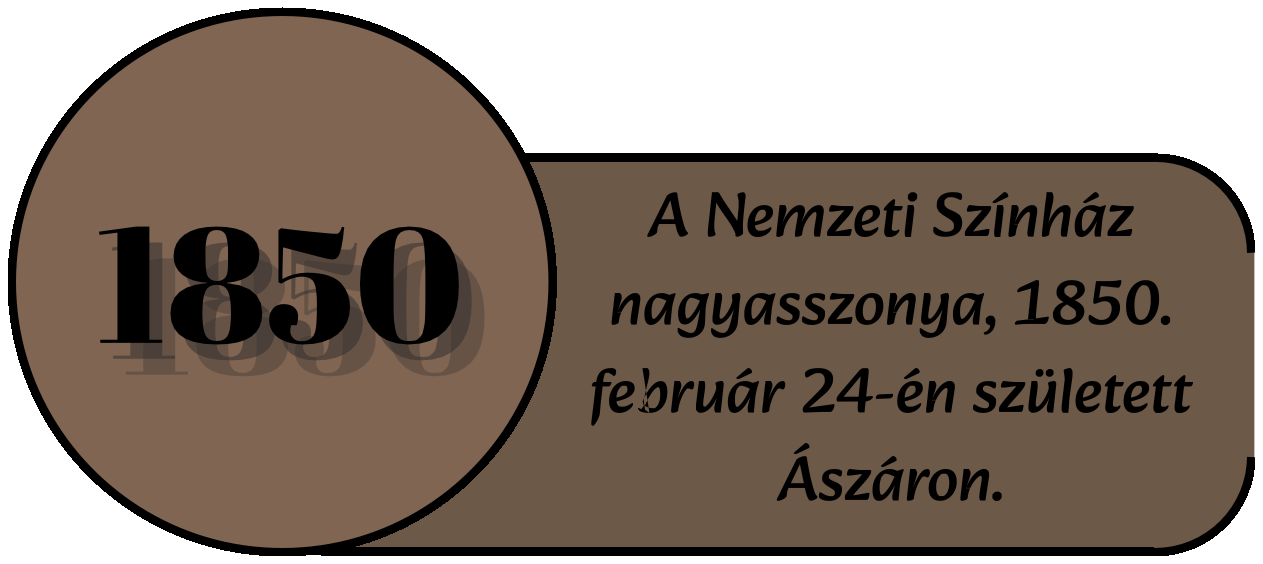 1850
A Nemzeti Színház
nagyasszonya, 1850.
február 24-én született
Ászáron.